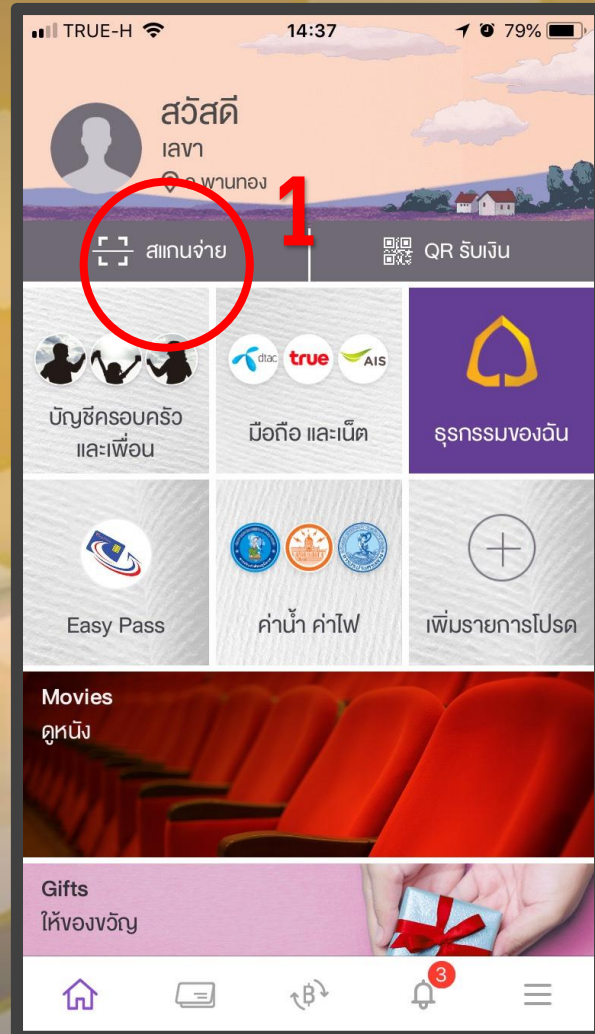 TRUE-H 14:37 79%
สวัสดี
เลขา
อ.พานทอง
1
สแกนจ่าย QR รับเงิน
dtac true AIS
บัญชีครอบครัว
และเพื่อน
มือถือ และเน็ต
ธุรกรรมของฉัน
Easy Pass
ค่าน้ำ ค่าไฟ
เพิ่มรายการโปรด
Movies
ดูหนัง
Gifts
ให้ของขวัญ
฿
3